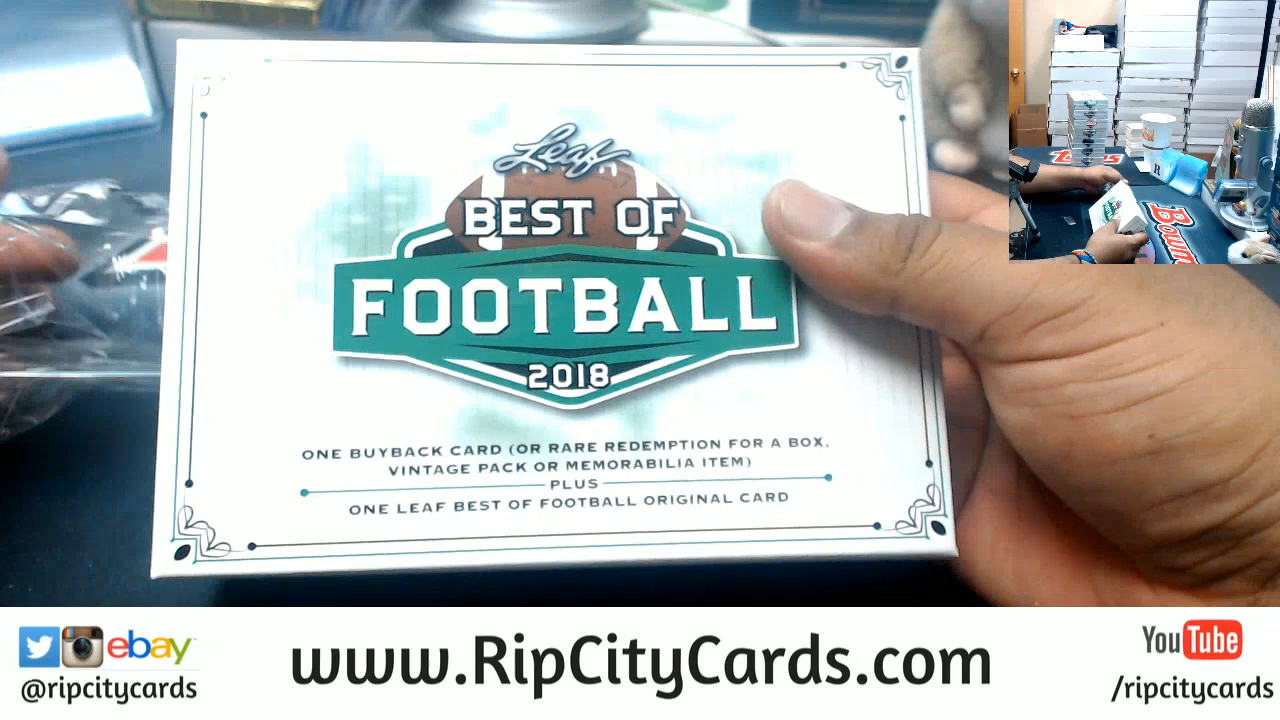 Leaf
BEST OF
FOOTBALL
2018
ONE BUYBACK CARD (OR RARE REDEMPTION FOR A BOX,
VINTAGE PACK OR MEMORABILIA ITEM)
PLUS
ONE LEAF BEST OF FOOTBALL ORIGINAL CARD
ebay
@ripcitycards
www.RipCityCards.com
YouTube
/ripcitycards